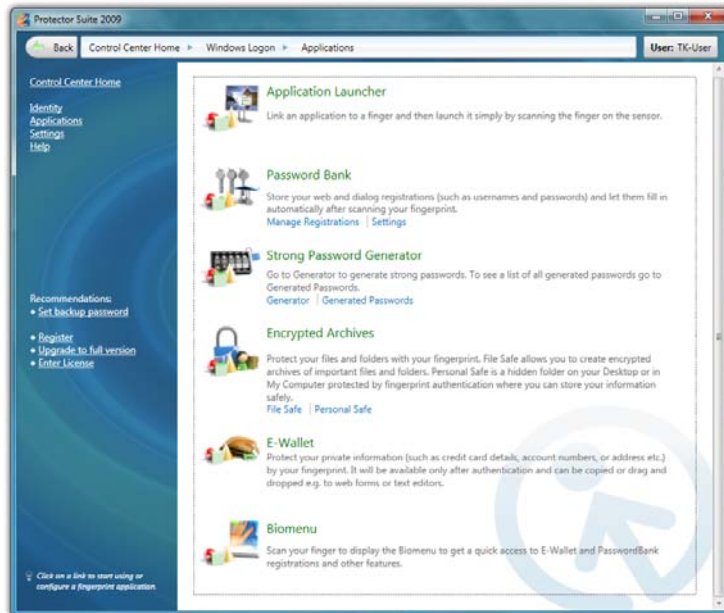 Protector Suite 2009
Back Control Center Home Windows Logon Applications User: TK-User
Control Center Home
Identity
Applications
Settings
Help
Recommendations:
Set backup password
Register
Upgrade to full version
Enter License
Click on a link to start using or
configure a fingerprint application.
Application Launcher
Link an application to a finger and then launch it simply by scanning the finger on the sensor.
Password Bank
Store your web and dialog registrations (such as usernames and passwords) and let them fill in
automatically after scanning your fingerprint.
Manage Registrations | Settings
Strong Password Generator
Go to Generator to generate strong passwords. To see a list of all generated passwords go to
Generated Passwords.
Generator | Generated Passwords
Encrypted Archives
Protect your files and folders with your fingerprint. File Safe allows you to create encrypted
archives of important files and folders. Personal Safe is a hidden folder on your Desktop or in
My Computer protected by fingerprint authentication where you can store your information
safely.
File Safe | Personal Safe
E-Wallet
Protect your private information (such as credit card details, account numbers, or address etc.)
by your fingerprint. It will be available only after authentication and can be copied or drag and
dropped e.g. to web forms or text editors.
Biomenu
Scan your finger to display the Biomenu to get a quick access to E-Wallet and PasswordBank
registrations and other features.